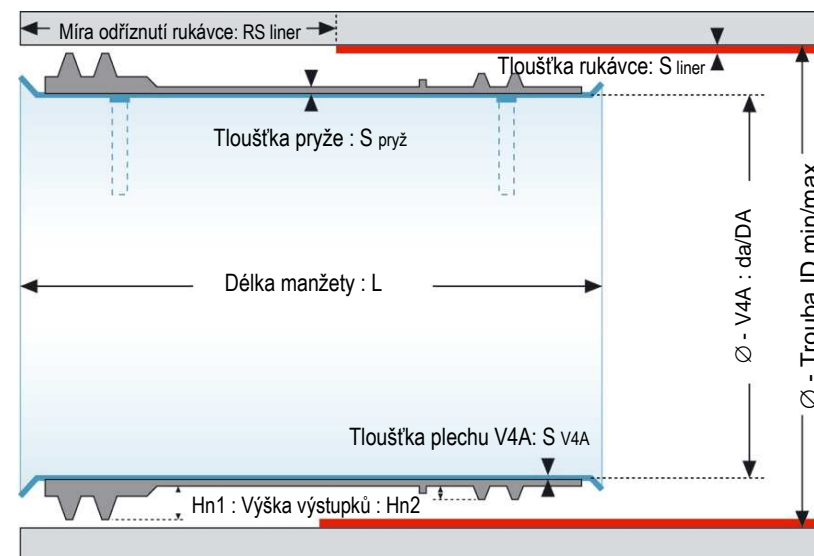 Míra odříznutí rukávce: RS liner
Tloušťka rukávce: S liner
Tloušťka pryže : S pryž
Délka manžety : L
∅ - V4A : da/DA
∅ - Trouba ID min/max
Tloušťka plechu V4A: S V4A
Hn1 : Výška výstupků : Hn2